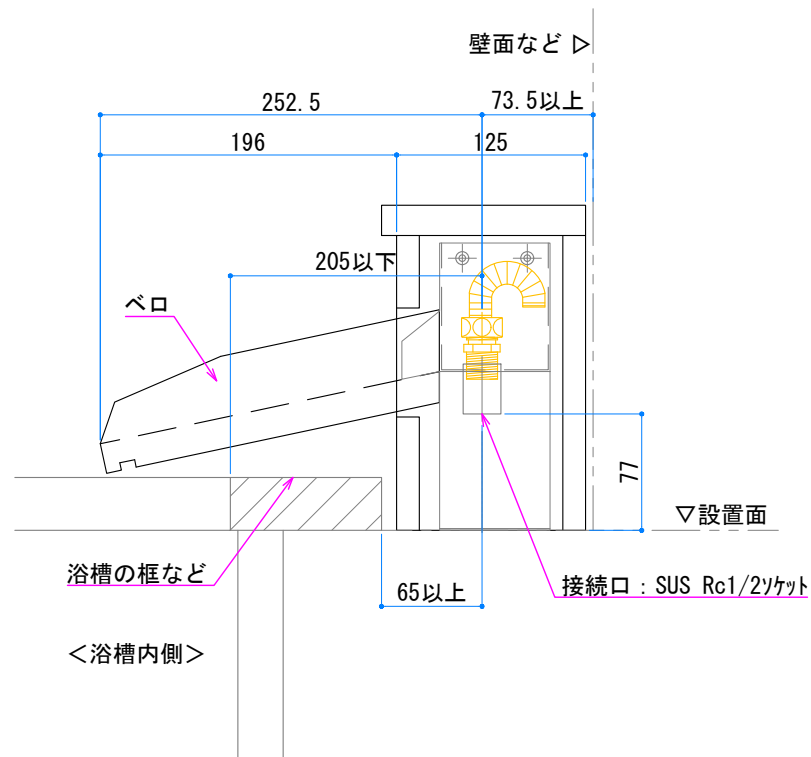 壁面など ▷
252.5
73.5以上
196
125
205以下
ベロ
77
▽設置面
浴槽の框など
65以上
接続口：SUS Rc1/2ｿｹｯﾄ
＜浴槽内側＞